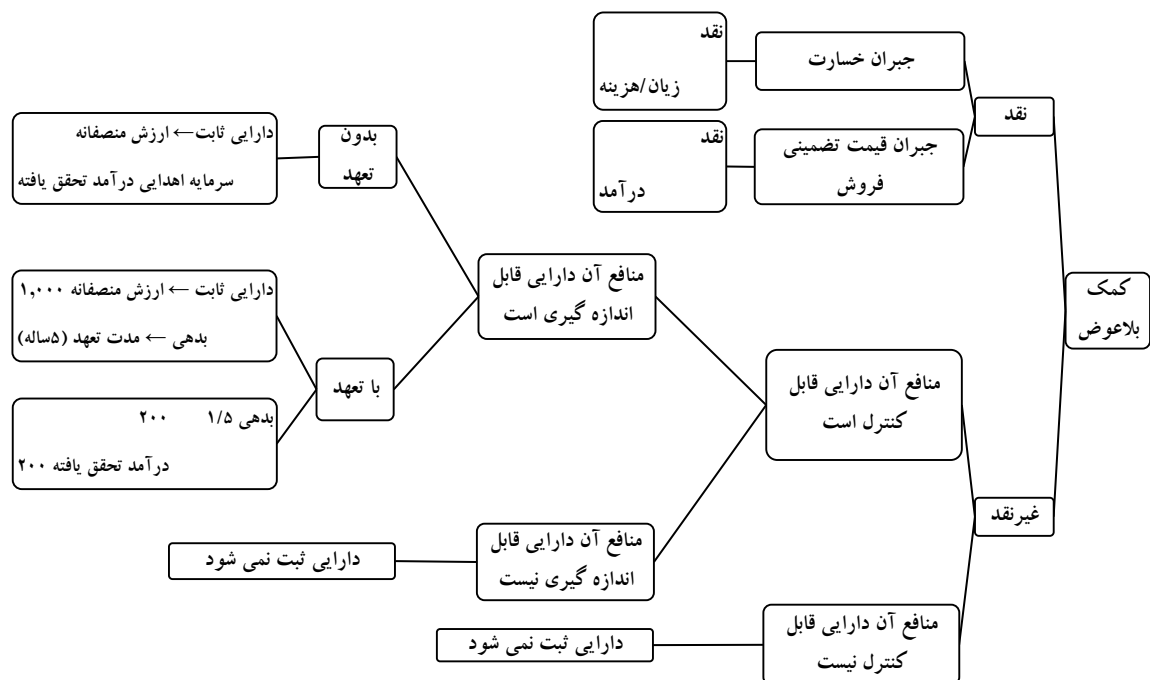 کمک
بلاعوض
نقد
جبران خسارت
نقد
زیان/هزینه
جبران قیمت تضمینی
فروش
نقد
درآمد
غیرنقد
منافع آن دارایی قابل
کنترل است
منافع آن دارایی قابل
اندازه گیری است
بدون
تعهد
دارایی ثابت← ارزش منصفانه
سرمایه اهدایی درآمد تحقق یافته
با تعهد
دارایی ثابت ← ارزش منصفانه ۱,۰۰۰
بدهی ← مدت تعهد (۵ساله)
بدهی ۱/۵ ۲۰۰
درآمد تحقق یافته ۲۰۰
منافع آن دارایی قابل
اندازه گیری نیست
دارایی ثبت نمی شود
منافع آن دارایی قابل
کنترل نیست
دارایی ثبت نمی شود